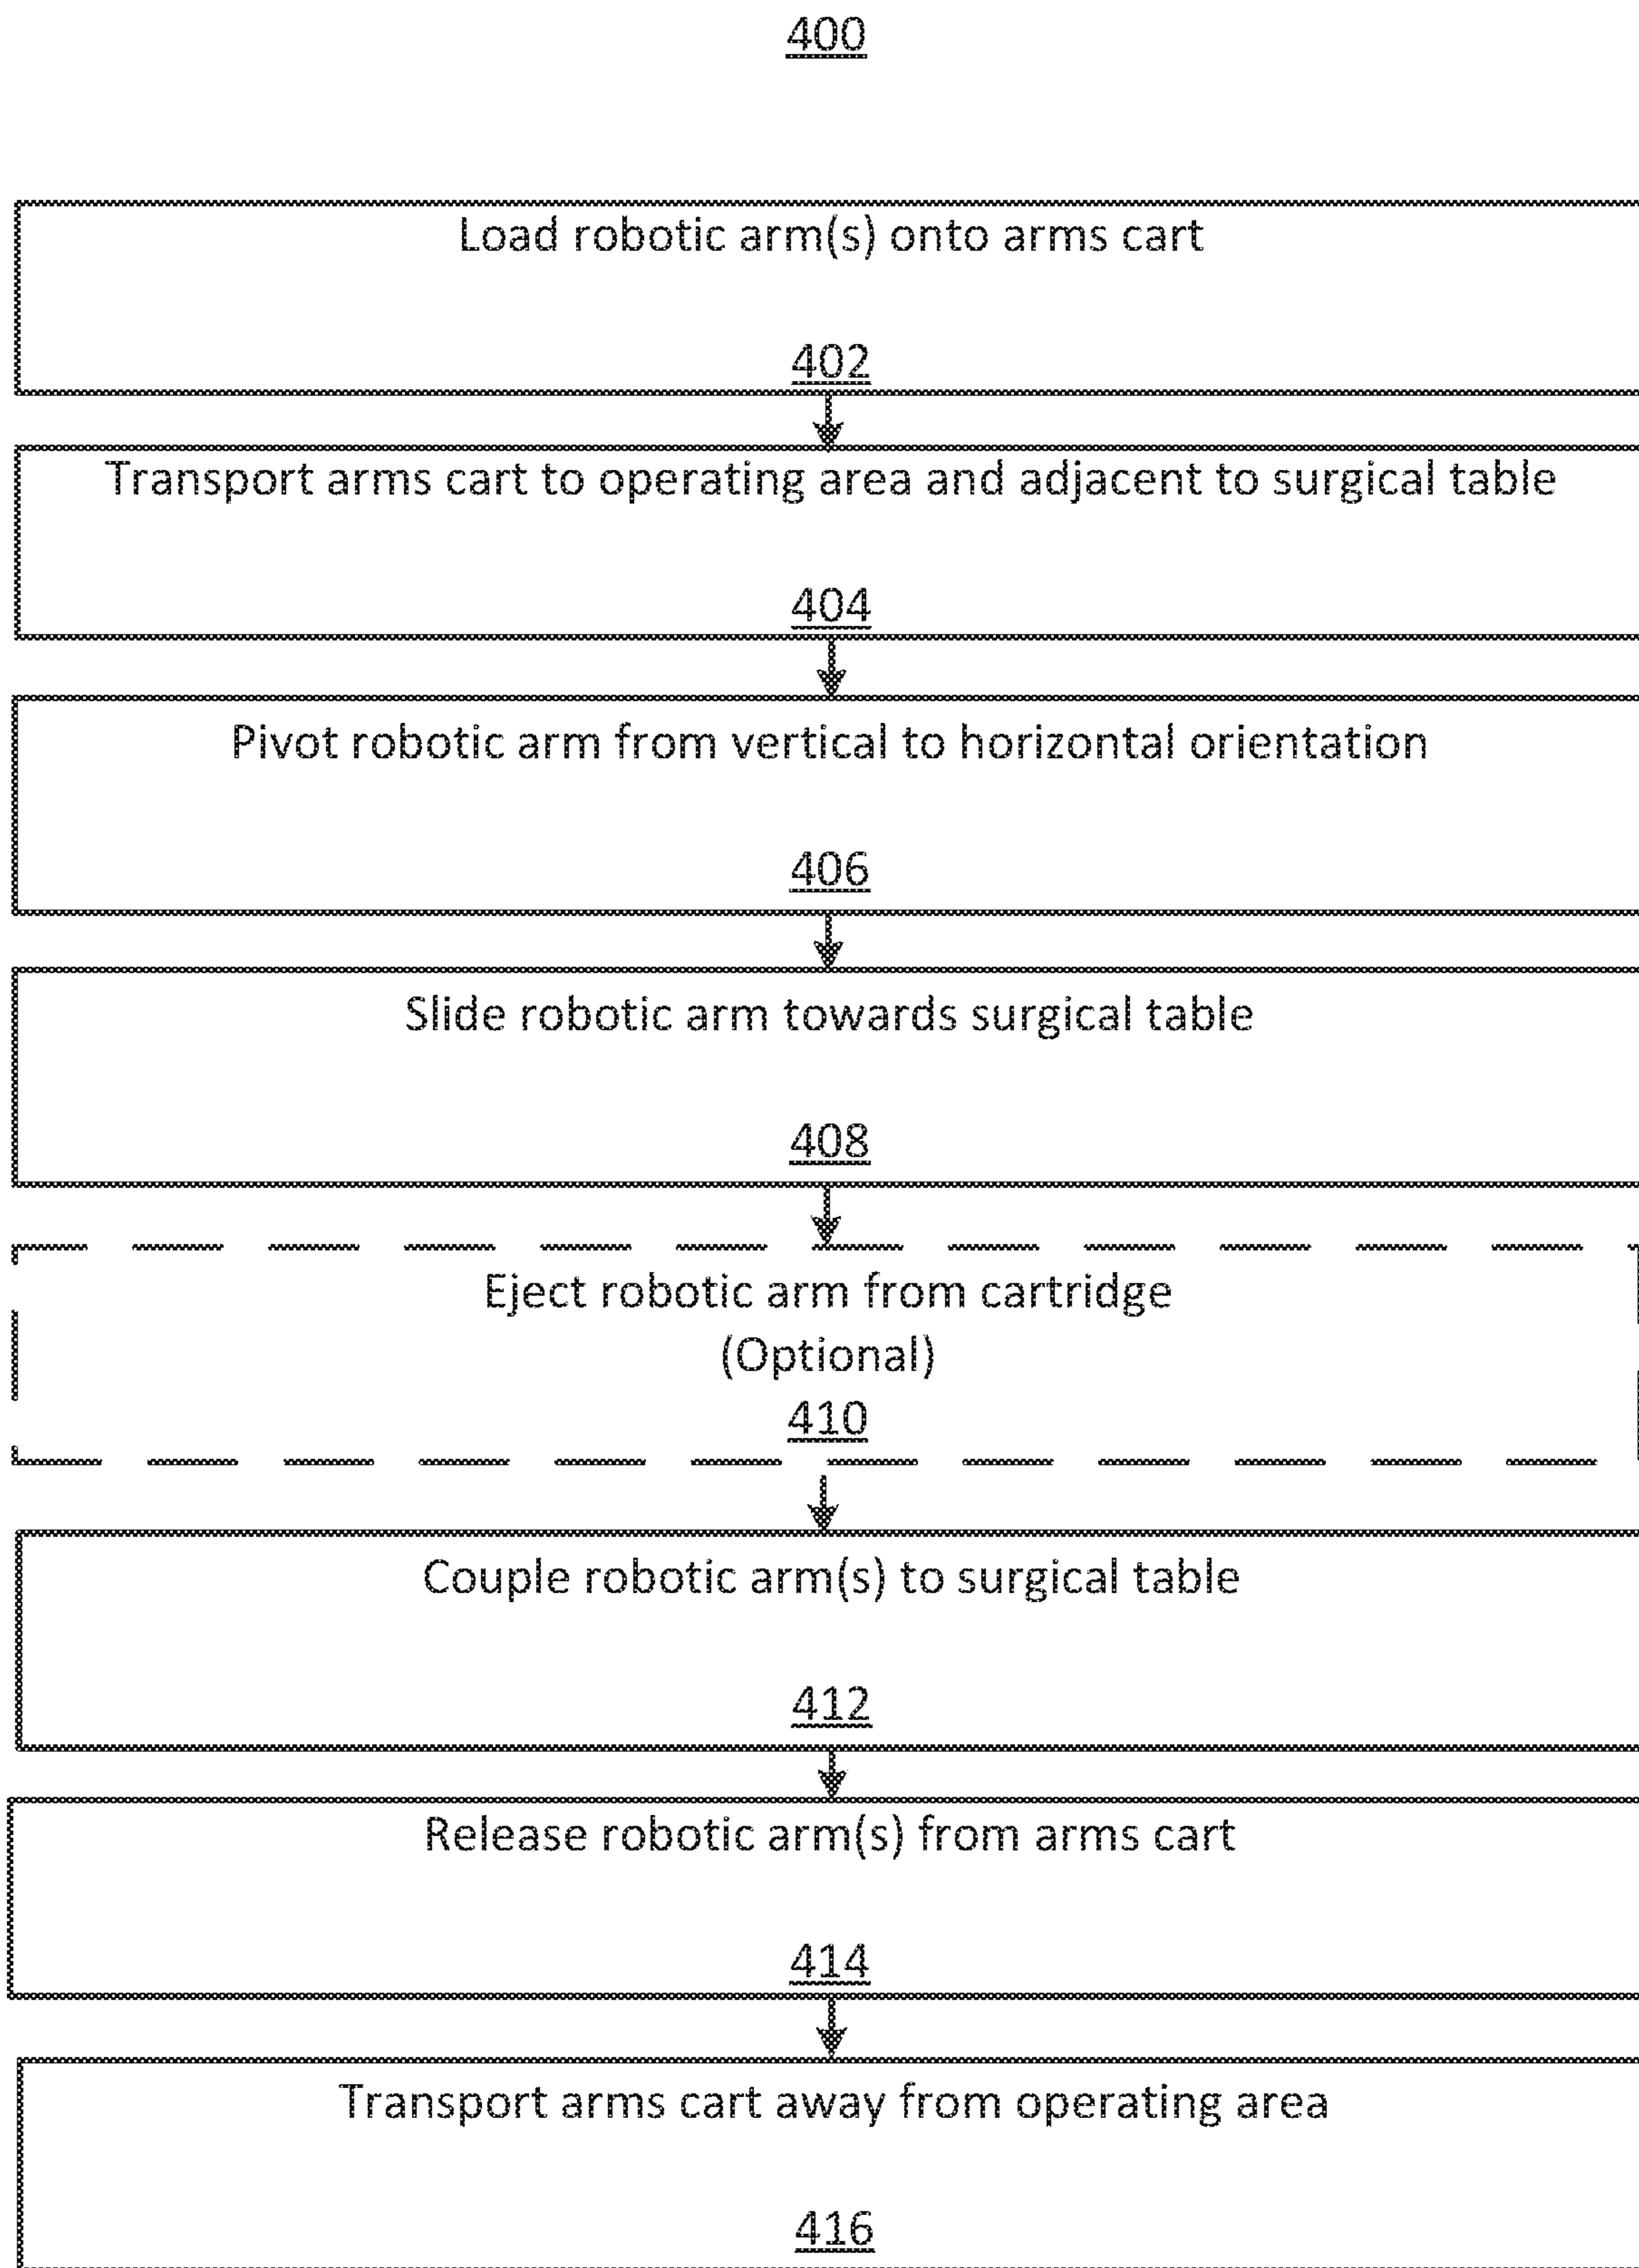 400
Load robotic arm(s) onto arms cart
402
Transport arms cart to operating area and adjacent to surgical table
404
Pivot robotic arm from vertical to horizontal orientation
406
Slide robotic arm towards surgical table
408
Eject robotic arm from cartridge
(Optional)
410
Couple robotic arm(s) to surgical table
412
Release robotic arm(s) from arms cart
414
Transport arms cart away from operating area
416